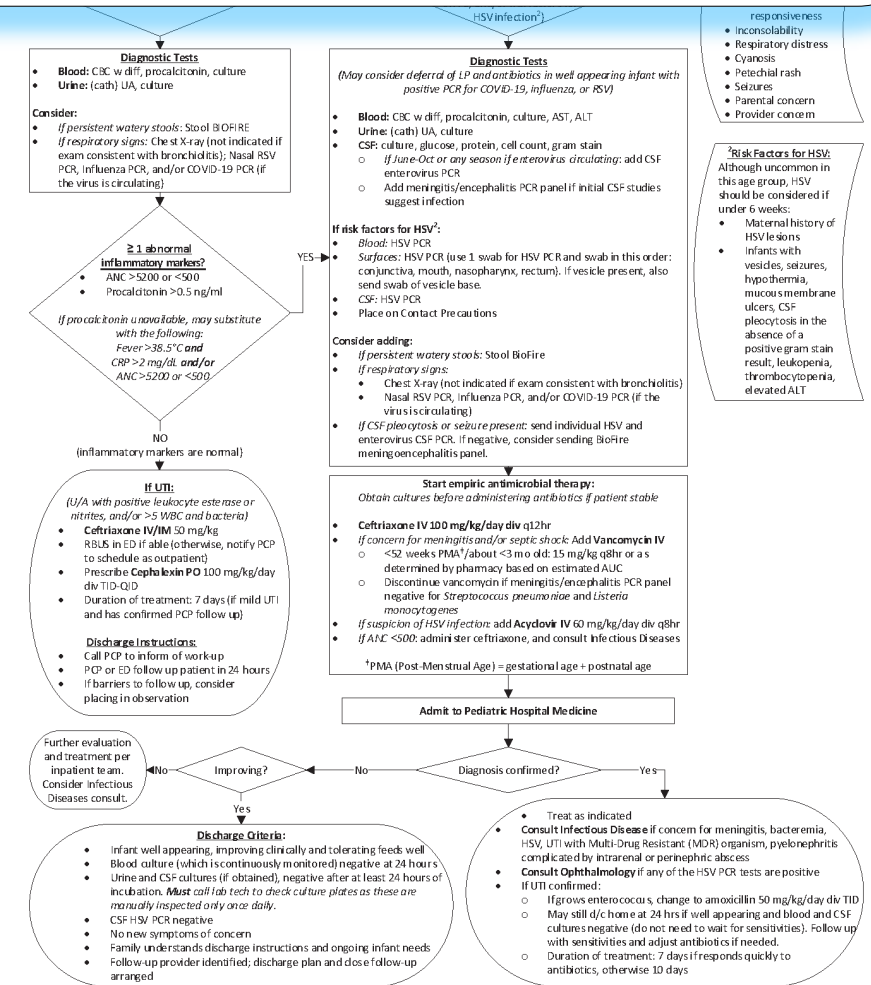 HSV infection²)
responsiveness
• Inconsolability
• Respiratory distress
• Cyanosis
• Petechial rash
• Seizures
• Parental concern
• Provider concern
Diagnostic Tests
• Blood: CBC w diff, procalcitonin, culture
• Urine: (cath) UA, culture
Consider:
• If persistent watery stools: Stool BIOFIRE
• If respiratory signs: Chest X-ray (not indicated if
exam consistent with bronchiolitis); Nasal RSV
PCR, Influenza PCR, and/or COVID-19 PCR (if
the virus is circulating)
Diagnostic Tests
(May consider deferral of LP and antibiotics in well appearing infant with
positive PCR for COVID-19, influenza, or RSV)
• Blood: CBC w diff, procalcitonin, culture, AST, ALT
• Urine: (cath) UA, culture
• CSF: culture, glucose, protein, cell count, gram stain
o If June-Oct or any season if enterovirus circulating: add CSF
enterovirus PCR
o Add meningitis/encephalitis PCR panel if initial CSF studies
suggest infection
If risk factors for HSV²:
• Blood: HSV PCR
• Surfaces: HSV PCR (use 1 swab for HSV PCR and swab in this order:
conjunctiva, mouth, nasopharynx, rectum). If vesicle present, also
send swab of vesicle base.
• CSF: HSV PCR
• Place on Contact Precautions
Consider adding:
• If persistent watery stools: Stool BioFire
• If respiratory signs:
• Chest X-ray (not indicated if exam consistent with bronchiolitis)
• Nasal RSV PCR, Influenza PCR, and/or COVID-19 PCR (if the
virus is circulating)
• If CSF pleocytosis or seizure present: send individual HSV and
enterovirus CSF PCR. If negative, consider sending BioFire
meningoencephalitis panel.
²Risk Factors for HSV:
Although uncommon in
this age group, HSV
should be considered if
under 6 weeks:
• Maternal history of
HSV lesions
• Infants with
vesicles, seizures,
hypothermia,
mucous membrane
ulcers, CSF
pleocytosis in the
absence of a
positive gram stain
result, leukopenia,
thrombocytopenia,
elevated ALT
≥ 1 abnormal
inflammatory markers?
• ANC >5200 or <500
• Procalcitonin >0.5 ng/ml
If procalcitonin unavailable, may substitute
with the following:
Fever >38.5°C and
CRP >2 mg/dL and/or
ANC >5200 or <500
YES
NO
(inflammatory markers are normal)
If UTI:
(U/A with positive leukocyte esterase or
nitrites, and/or >5 WBC and bacteria)
• Ceftriaxone IV/IM 50 mg/kg
• RBUS in ED if able (otherwise, notify PCP
to schedule as outpatient)
• Prescribe Cephalexin PO 100 mg/kg/day
div TID-QID
• Duration of treatment: 7 days (if mild UTI
and has confirmed PCP follow up)
Discharge Instructions:
• Call PCP to inform of work-up
• PCP or ED follow up patient in 24 hours
• If barriers to follow up, consider
placing in observation
Start empiric antimicrobial therapy:
Obtain cultures before administering antibiotics if patient stable
• Ceftriaxone IV 100 mg/kg/day div q12hr
• If concern for meningitis and/or septic shock: Add Vancomycin IV
o <52 weeks PMA†/about <3 mo old: 15 mg/kg q8hr or as
determined by pharmacy based on estimated AUC
o Discontinue vancomycin if meningitis/encephalitis PCR panel
negative for Streptococcus pneumoniae and Listeria
monocytogenes
• If suspicion of HSV infection: add Acyclovir IV 60 mg/kg/day div q8hr
• If ANC <500: administer ceftriaxone, and consult Infectious Diseases
†PMA (Post-Menstrual Age) = gestational age + postnatal age
Admit to Pediatric Hospital Medicine
Diagnosis confirmed?
No
Yes
Improving?
No
Yes
Further evaluation
and treatment per
inpatient team.
Consider Infectious
Diseases consult.
Discharge Criteria:
• Infant well appearing, improving clinically and tolerating feeds well
• Blood culture (which is continuously monitored) negative at 24 hours
• Urine and CSF cultures (if obtained), negative after at least 24 hours of
incubation. Must call lab tech to check culture plates as these are
manually inspected only once daily.
• CSF HSV PCR negative
• No new symptoms of concern
• Family understands discharge instructions and ongoing infant needs
• Follow-up provider identified; discharge plan and close follow-up
arranged
• Treat as indicated
• Consult Infectious Disease if concern for meningitis, bacteremia,
HSV, UTI with Multi-Drug Resistant (MDR) organism, pyelonephritis
complicated by intrarenal or perinephric abscess
• Consult Ophthalmology if any of the HSV PCR tests are positive
• If UTI confirmed:
o If grows enterococcus, change to amoxicillin 50 mg/kg/day div TID
o May still d/c home at 24 hrs if well appearing and blood and CSF
cultures negative (do not need to wait for sensitivities). Follow up
with sensitivities and adjust antibiotics if needed.
o Duration of treatment: 7 days if responds quickly to
antibiotics, otherwise 10 days